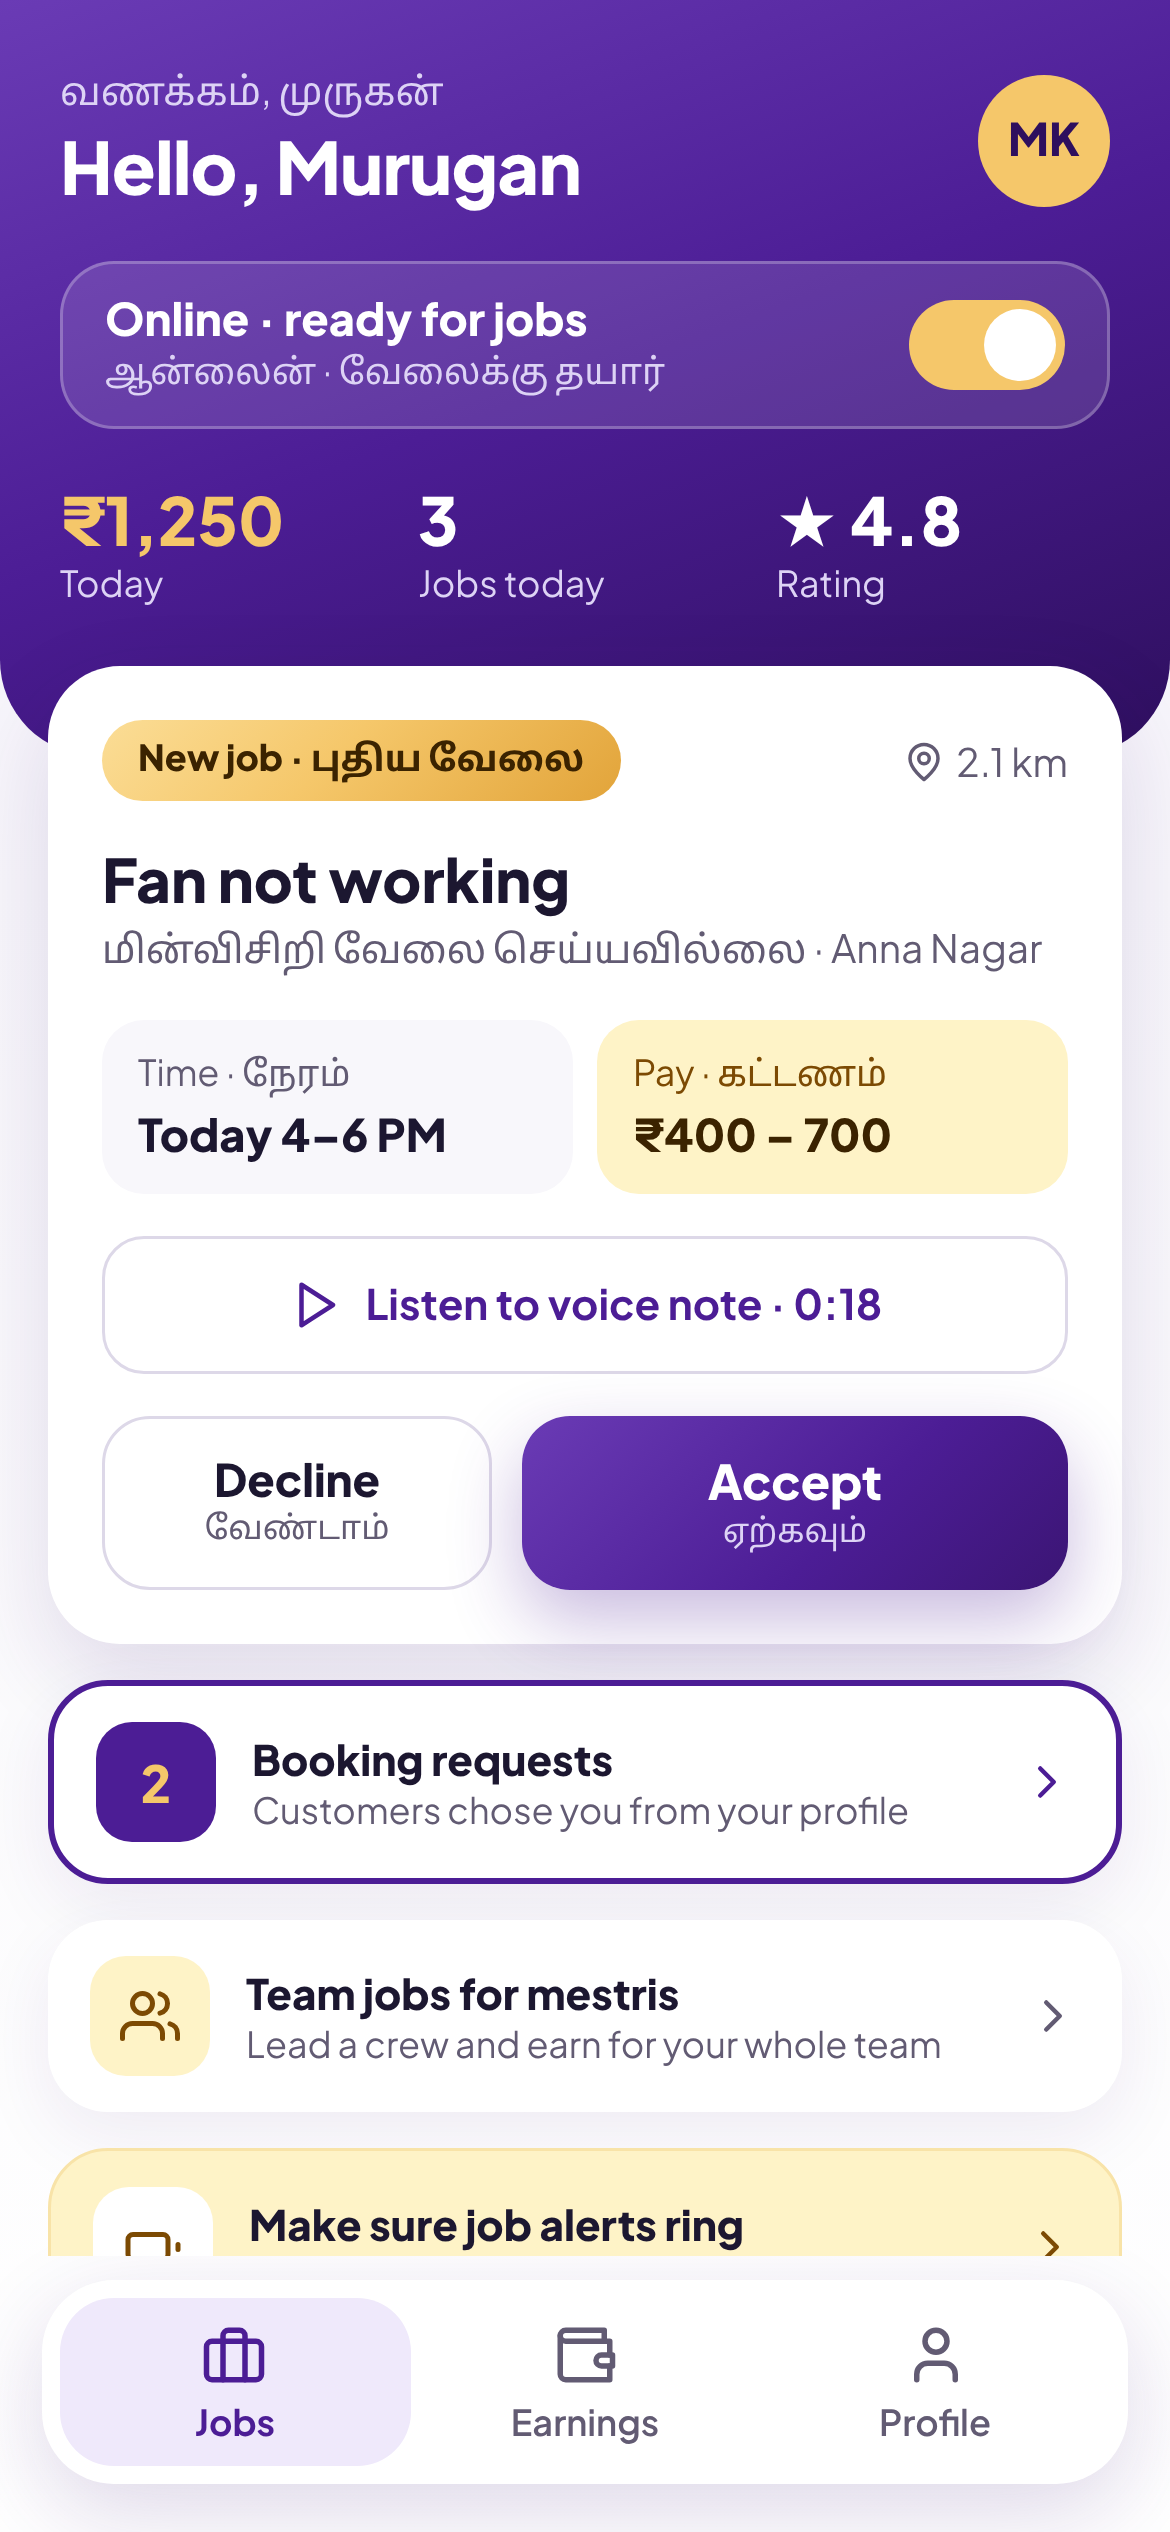 வணக்கம், முருகன்
Hello, Murugan
MK
Online · ready for jobs
ஆன்லைன் · வேலைக்கு தயார்
₹1,250
Today
3
Jobs today
★ 4.8
Rating
New job · புதிய வேலை
2.1 km
Fan not working
மின்விசிறி வேலை செய்யவில்லை · Anna Nagar
Time · நேரம்
Today 4–6 PM
Pay · கட்டணம்
₹400 – 700
Listen to voice note · 0:18
Decline
வேண்டாம்
Accept
ஏற்கவும்
2
Booking requests
Customers chose you from your profile
Team jobs for mestris
Lead a crew and earn for your whole team
Make sure job alerts ring
Jobs
Earnings
Profile